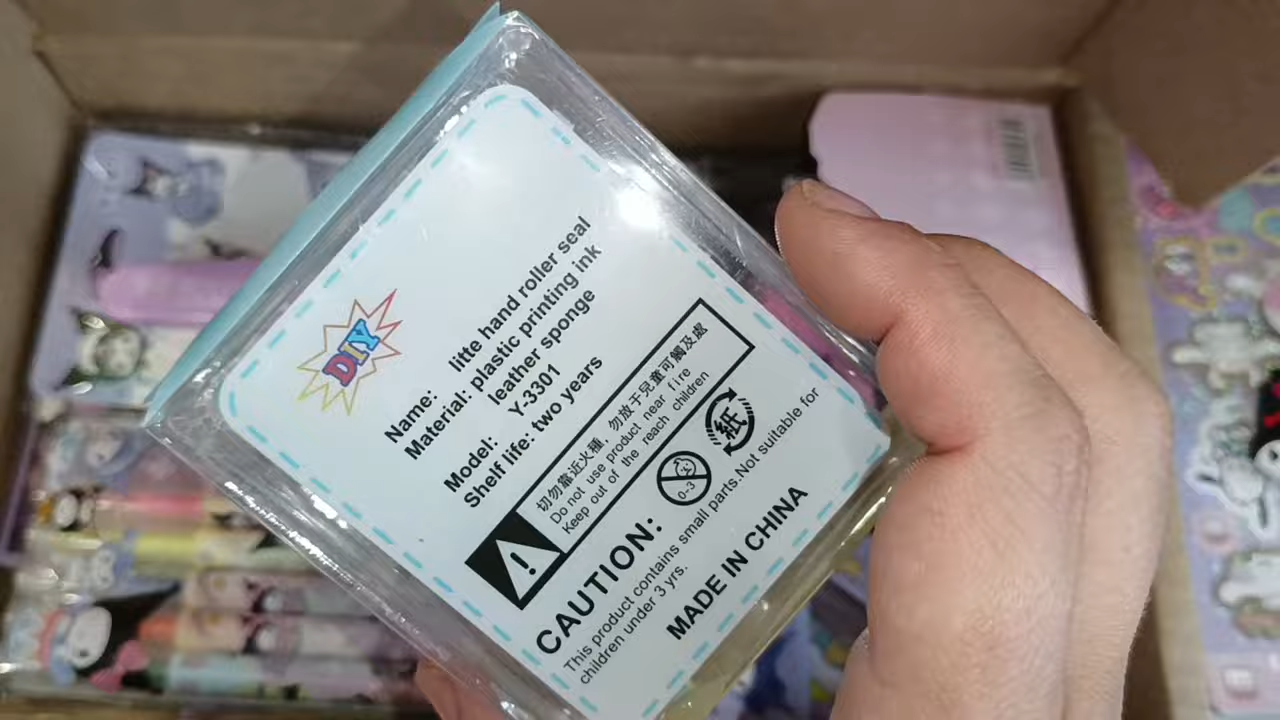 DIY
Name: litte hand roller seal
Material: plastic printing ink
leather sponge
Model: Y-3301
Shelf life: two years
切勿靠近火種, 勿放于兒童可觸及處
Do not use product near fire
Keep out of the reach children
0-3
紙
CAUTION:
This product contains small parts.Not suitable for
children under 3 yrs.
MADE IN CHINA